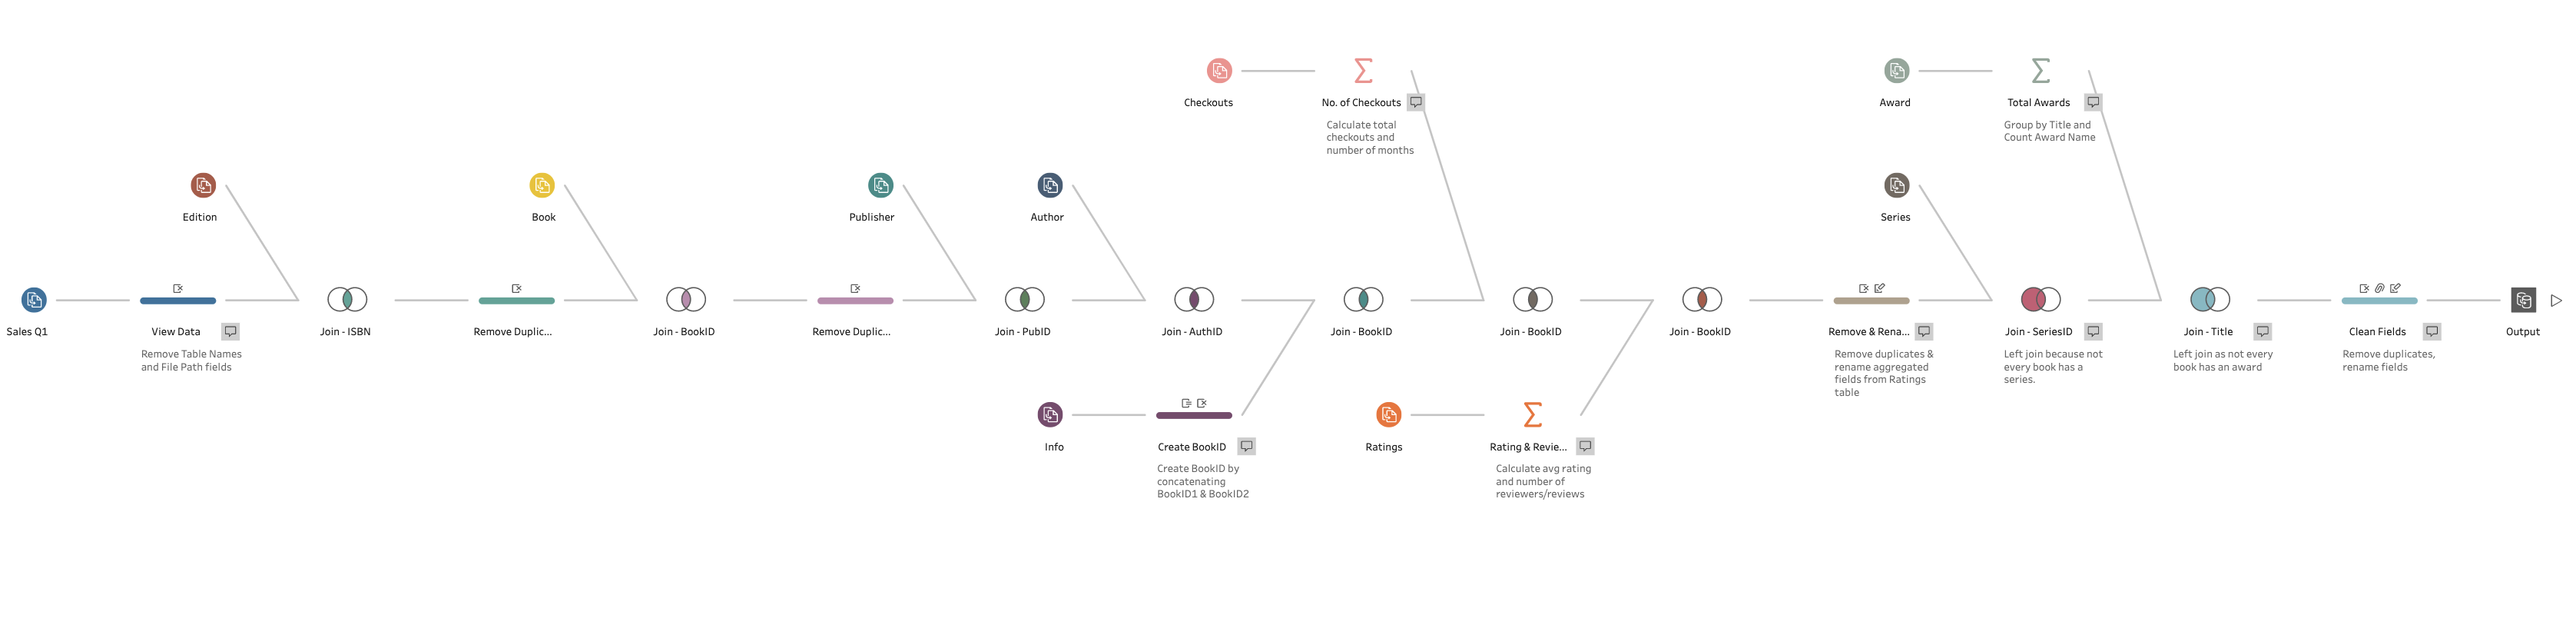 Checkouts
No. of Checkouts
Calculate total
checkouts and
number of months
Award
Total Awards
Group by Title and
Count Award Name
Edition
Book
Publisher
Author
Series
Sales Q1
View Data
Remove Table Names
and File Path fields
Join - ISBN
Remove Duplic...
Join - BookID
Remove Duplic...
Join - PubID
Join - AuthID
Join - BookID
Join - BookID
Join - BookID
Remove & Rena...
Remove duplicates &
rename aggregated
fields from Ratings
table
Join - SeriesID
Left join because not
every book has a
series.
Join - Title
Left join as not every
book has an award
Clean Fields
Remove duplicates,
rename fields
Output
Info
Create BookID
Create BookID by
concatenating
BookID1 & BookID2
Ratings
Rating & Revie...
Calculate avg rating
and number of
reviewers/reviews